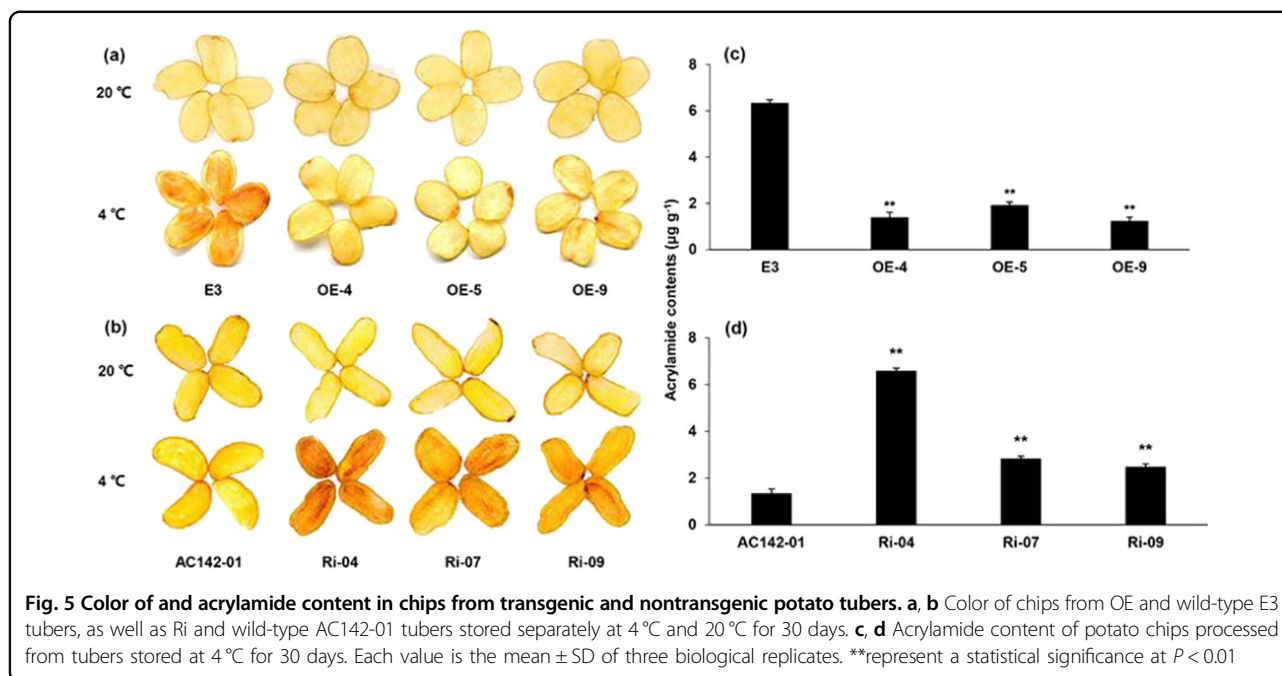 (a)
20 °C
4 °C
E3 OE-4 OE-5 OE-9
(b)
20 °C
4 °C
AC142-01 Ri-04 Ri-07 Ri-09
Acrylamide contents (µg g⁻¹)
(c)
8
6
4
2
0
** ** **
E3 OE-4 OE-5 OE-9
(d)
8
6
4
2
0
** ** **
AC142-01 Ri-04 Ri-07 Ri-09
Fig. 5 Color of and acrylamide content in chips from transgenic and nontransgenic potato tubers. a, b Color of chips from OE and wild-type E3
tubers, as well as Ri and wild-type AC142-01 tubers stored separately at 4 °C and 20 °C for 30 days. c, d Acrylamide content of potato chips processed
from tubers stored at 4 °C for 30 days. Each value is the mean ± SD of three biological replicates. **represent a statistical significance at P < 0.01